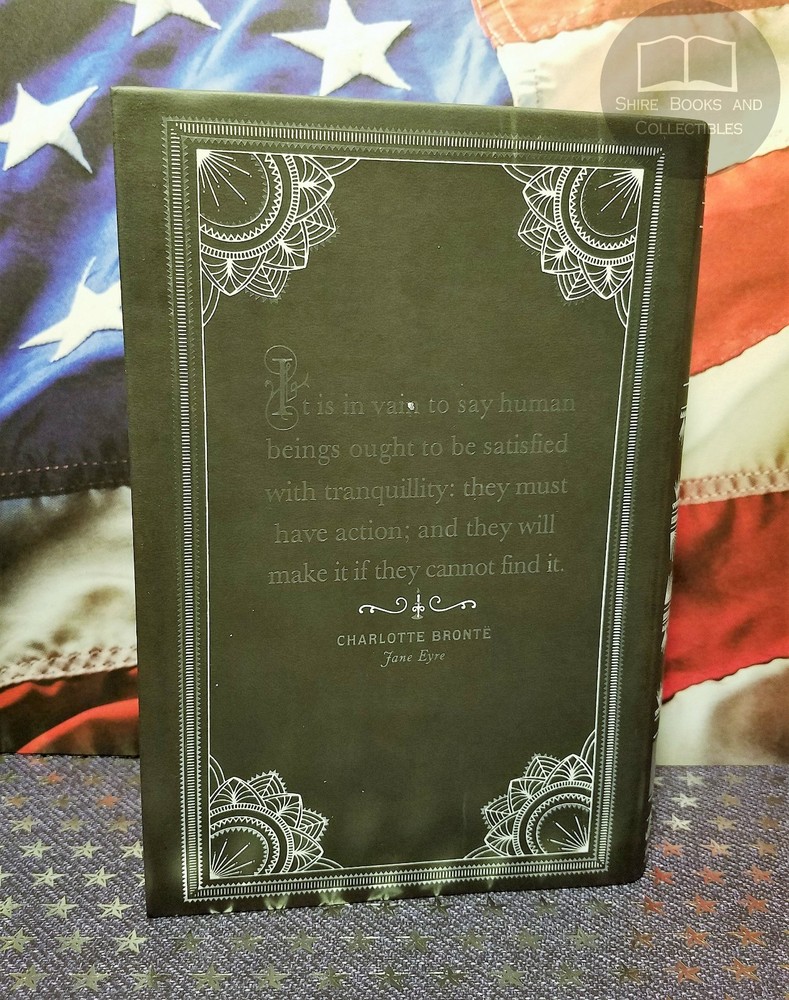 SHIRE BOOKS AND
COLLECTIBLES
It is in vain to say human
beings ought to be satisfied
with tranquillity: they must
have action; and they will
make it if they cannot find it.
CHARLOTTE BRONTË
Jane Eyre